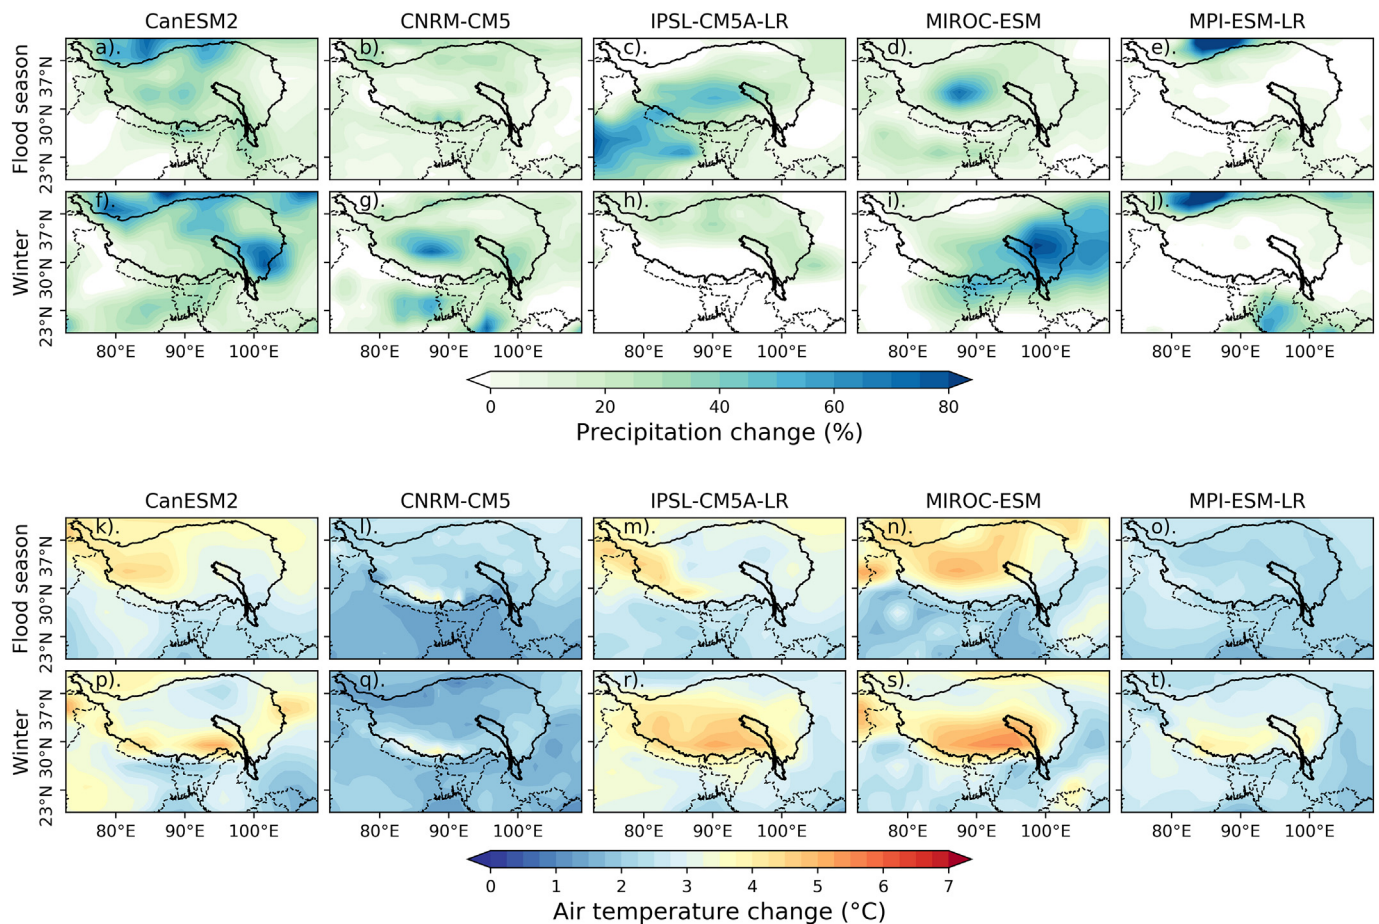 CanESM2 CNRM-CM5 IPSL-CM5A-LR MIROC-ESM MPI-ESM-LR
Flood season
a). b). c). d). e).
37°N
30°N
23°N
Winter
f). g). h). i). j).
37°N
30°N
23°N
80°E 90°E 100°E 80°E 90°E 100°E 80°E 90°E 100°E 80°E 90°E 100°E 80°E 90°E 100°E
0 20 40 60 80
Precipitation change (%)
CanESM2 CNRM-CM5 IPSL-CM5A-LR MIROC-ESM MPI-ESM-LR
Flood season
k). l). m). n). o).
37°N
30°N
23°N
Winter
p). q). r). s). t).
37°N
30°N
23°N
80°E 90°E 100°E 80°E 90°E 100°E 80°E 90°E 100°E 80°E 90°E 100°E 80°E 90°E 100°E
0 1 2 3 4 5 6 7
Air temperature change (°C)